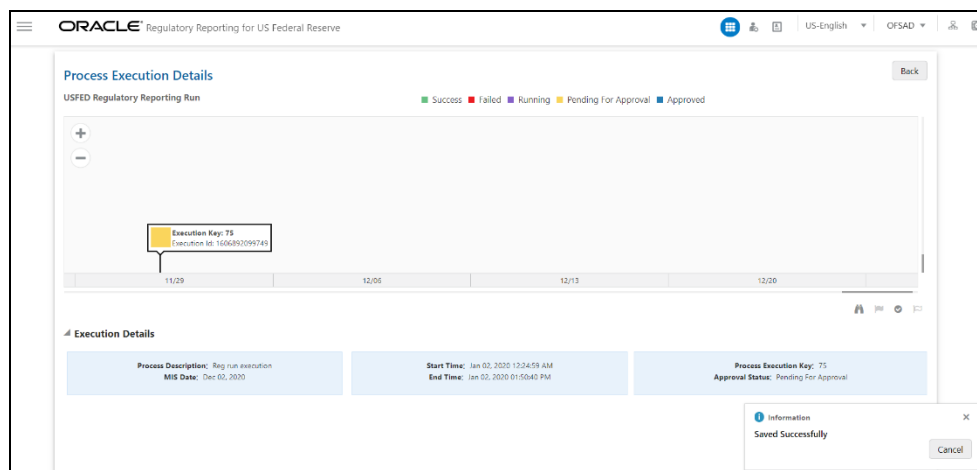 ORACLE® Regulatory Reporting for US Federal Reserve
US-English
OFSAD
Process Execution Details
Back
USFED Regulatory Reporting Run
Success Failed Running Pending For Approval Approved
Execution Key: 75
Execution Id: 1606892099749
11/29 12/06 12/13 12/20
Execution Details
Process Description: Reg run execution
MIS Date: Dec 02, 2020
Start Time: Jan 02, 2020 12:24:59 AM
End Time: Jan 02, 2020 01:50:40 PM
Process Execution Key: 75
Approval Status: Pending For Approval
Information
Saved Successfully
Cancel